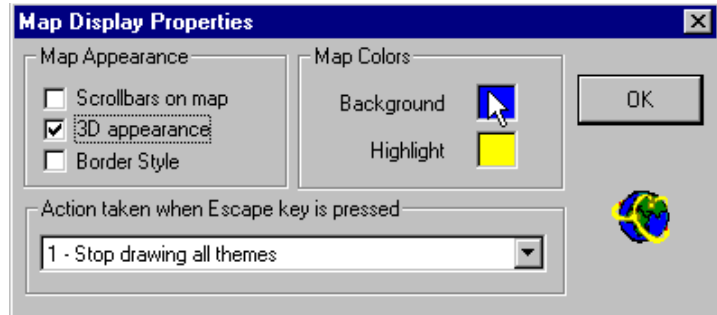 Map Display Properties
Map Appearance
Scrollbars on map
3D appearance
Border Style
Map Colors
Background
Highlight
OK
Action taken when Escape key is pressed
1 - Stop drawing all themes